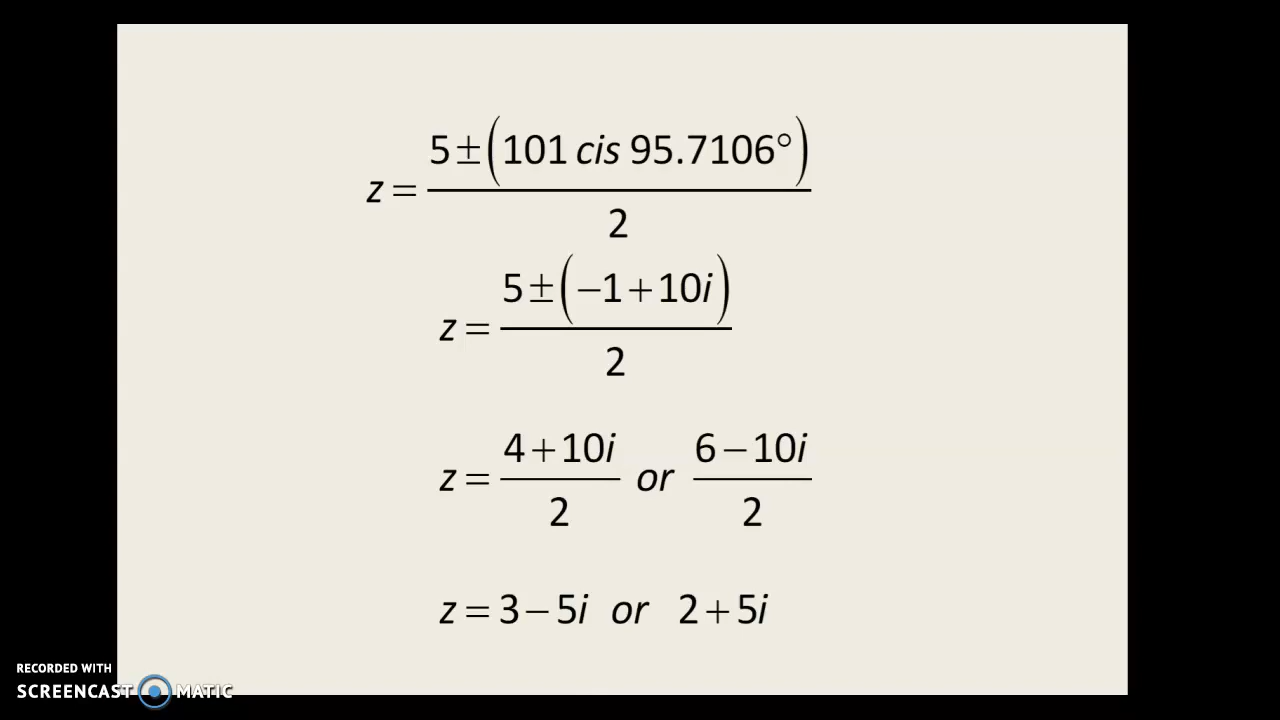 z = (5 ± (101 cis 95.7106°)) / 2
z = (5 ± (−1 + 10i)) / 2
z = (4 + 10i) / 2 or (6 − 10i) / 2
z = 3 − 5i or 2 + 5i
RECORDED WITH
SCREENCAST MATIC